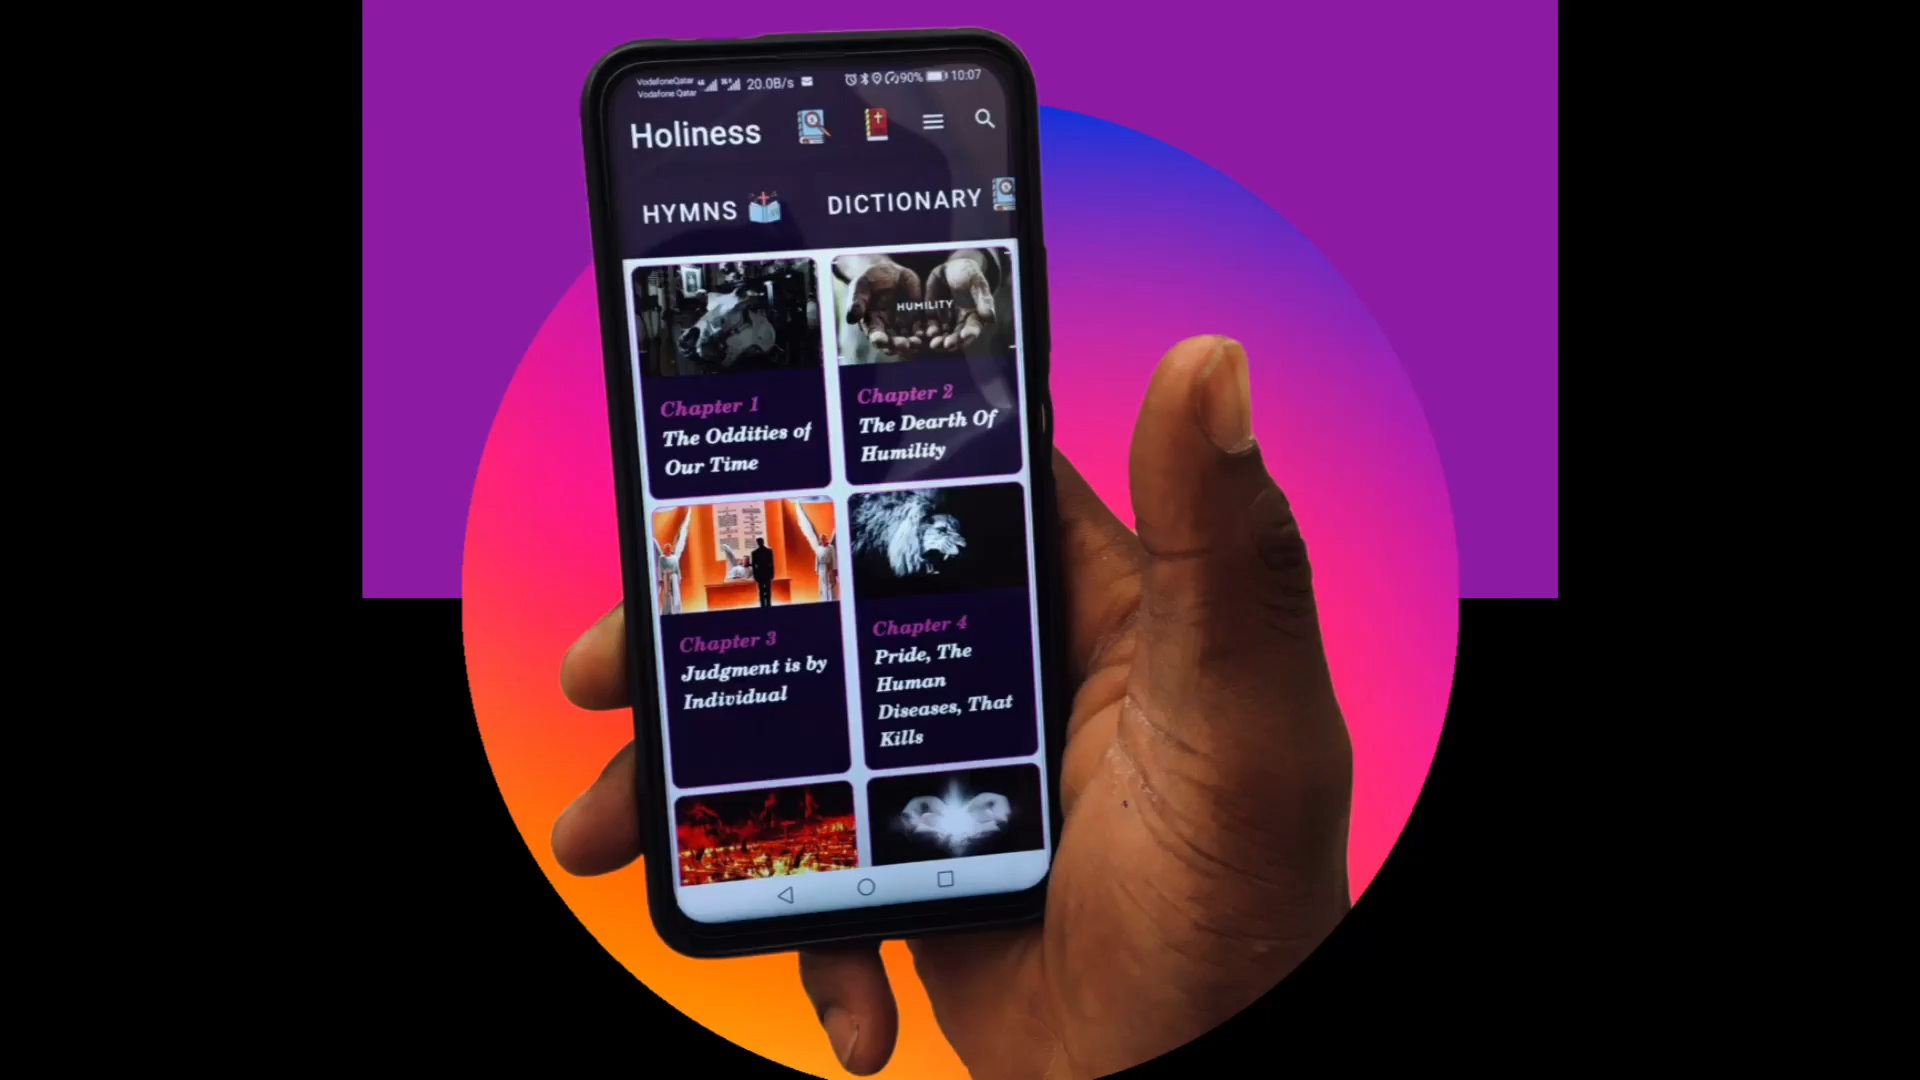 VodafoneQatar
Vodafone Qatar
20.0B/s
90%
10:07
Holiness
HYMNS
DICTIONARY
HUMILITY
Chapter 1
The Oddities of
Our Time
Chapter 2
The Dearth Of
Humility
Chapter 3
Judgment is by
Individual
Chapter 4
Pride, The
Human
Diseases, That
Kills